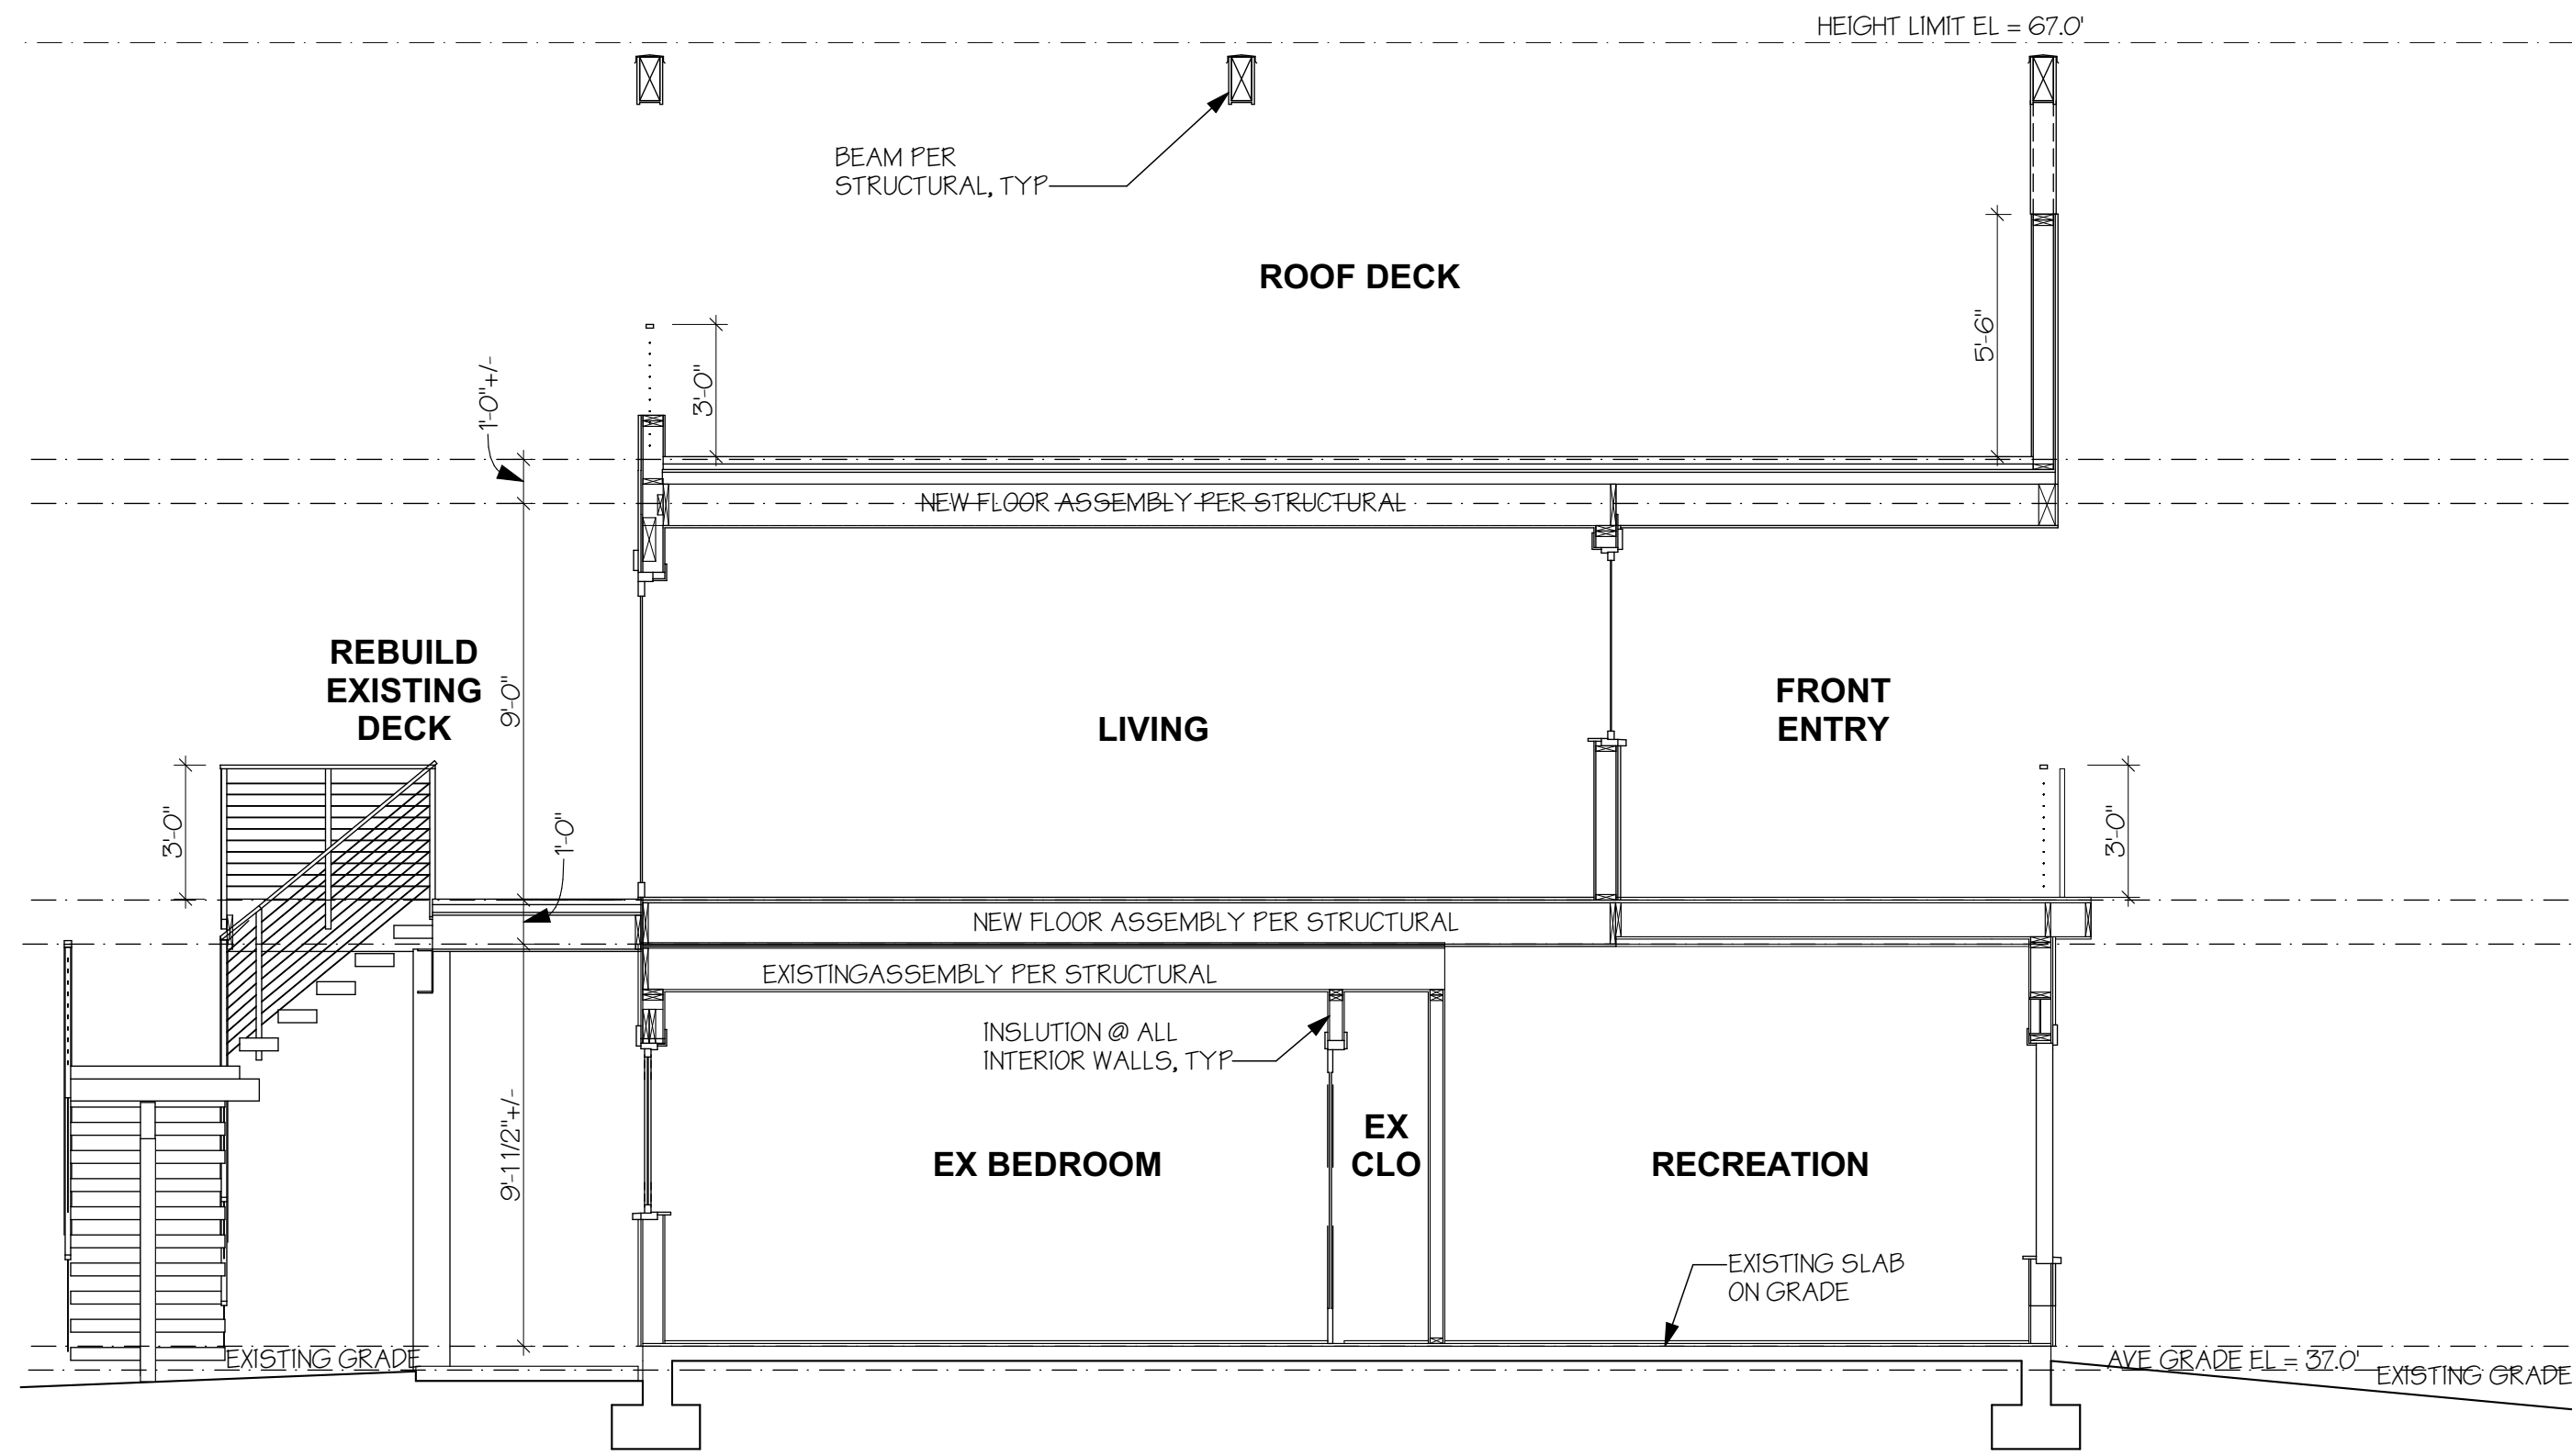 HEIGHT LIMIT EL = 67.0'
BEAM PER
STRUCTURAL, TYP
ROOF DECK
5'-6"
3'-0"
1'-0"+/-
NEW FLOOR ASSEMBLY PER STRUCTURAL
REBUILD
EXISTING
DECK
9'-0"
LIVING
FRONT
ENTRY
3'-0"
1'-0"
3'-0"
NEW FLOOR ASSEMBLY PER STRUCTURAL
EXISTINGASSEMBLY PER STRUCTURAL
INSLUTION @ ALL
INTERIOR WALLS, TYP
9'-1 1/2"+/-
EX BEDROOM
EX
CLO
RECREATION
EXISTING SLAB
ON GRADE
EXISTING GRADE
AVE GRADE EL = 37.0'
EXISTING GRADE